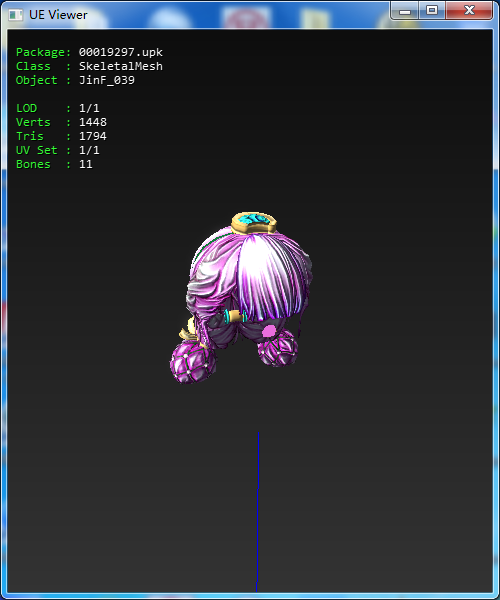 UE Viewer
Package: 00019297.upk
Class : SkeletalMesh
Object : JinF_039
LOD : 1/1
Verts : 1448
Tris : 1794
UV Set : 1/1
Bones : 11